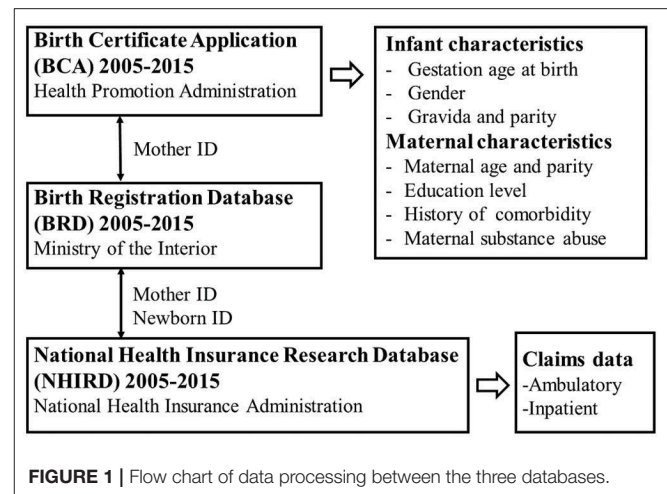 Birth Certificate Application
(BCA) 2005-2015
Health Promotion Administration
Infant characteristics
- Gestation age at birth
- Gender
- Gravida and parity
Maternal characteristics
- Maternal age and parity
- Education level
- History of comorbidity
- Maternal substance abuse
Mother ID
Birth Registration Database
(BRD) 2005-2015
Ministry of the Interior
Mother ID
Newborn ID
National Health Insurance Research Database
(NHIRD) 2005-2015
National Health Insurance Administration
Claims data
-Ambulatory
-Inpatient
FIGURE 1 | Flow chart of data processing between the three databases.